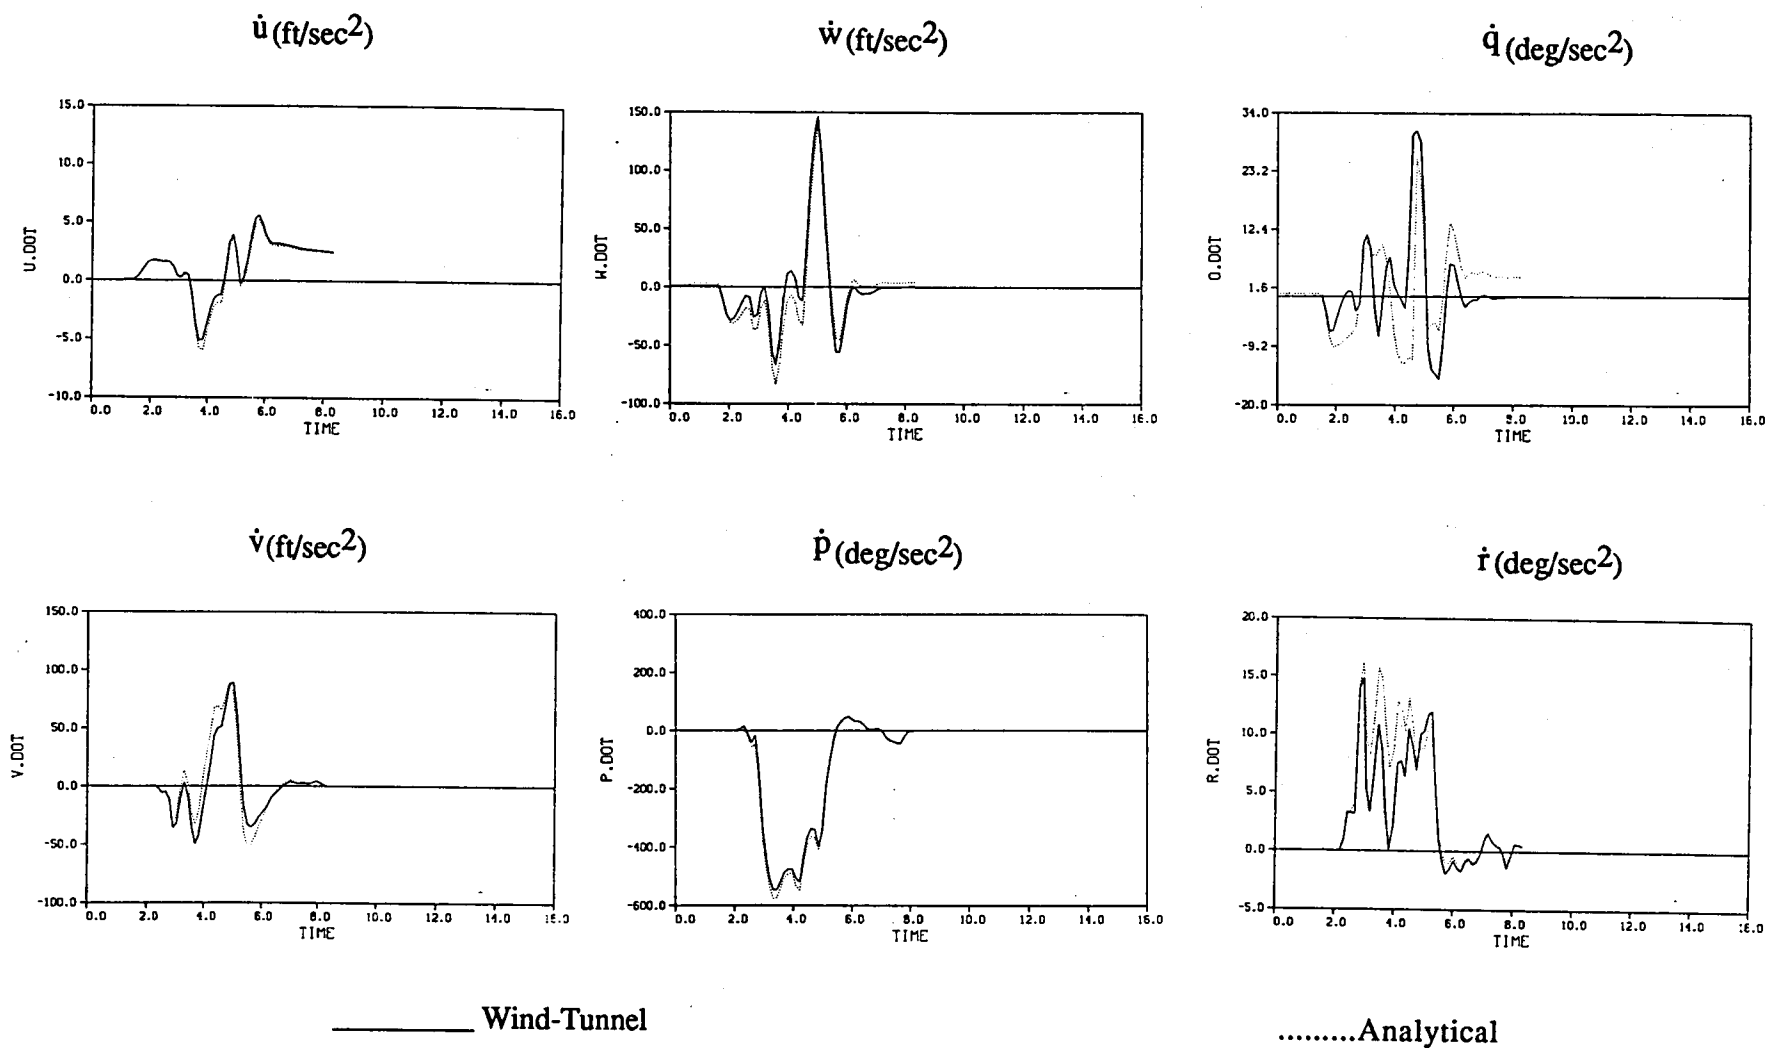 u̇ (ft/sec2)
ẇ (ft/sec2)
q̇ (deg/sec2)
15.0
10.0
5.0
0.0
-5.0
-10.0
U.DOT
0.0 2.0 4.0 6.0 8.0 10.0 12.0 14.0 16.0
TIME
150.0
100.0
50.0
0.0
-50.0
-100.0
W.DOT
0.0 2.0 4.0 6.0 8.0 10.0 12.0 14.0 16.0
TIME
34.0
23.2
12.4
1.6
-9.2
-20.0
Q.DOT
0.0 2.0 4.0 6.0 8.0 10.0 12.0 14.0 16.0
TIME
v̇ (ft/sec2)
ṗ (deg/sec2)
ṙ (deg/sec2)
150.0
100.0
50.0
0.0
-50.0
-100.0
V.DOT
0.0 2.0 4.0 6.0 8.0 10.0 12.0 14.0 16.0
TIME
400.0
200.0
0.0
-200.0
-400.0
-600.0
P.DOT
0.0 2.0 4.0 6.0 8.0 10.0 12.0 14.0 16.0
TIME
20.0
15.0
10.0
5.0
0.0
-5.0
R.DOT
0.0 2.0 4.0 6.0 8.0 10.0 12.0 14.0 16.0
TIME
Wind-Tunnel
.........Analytical